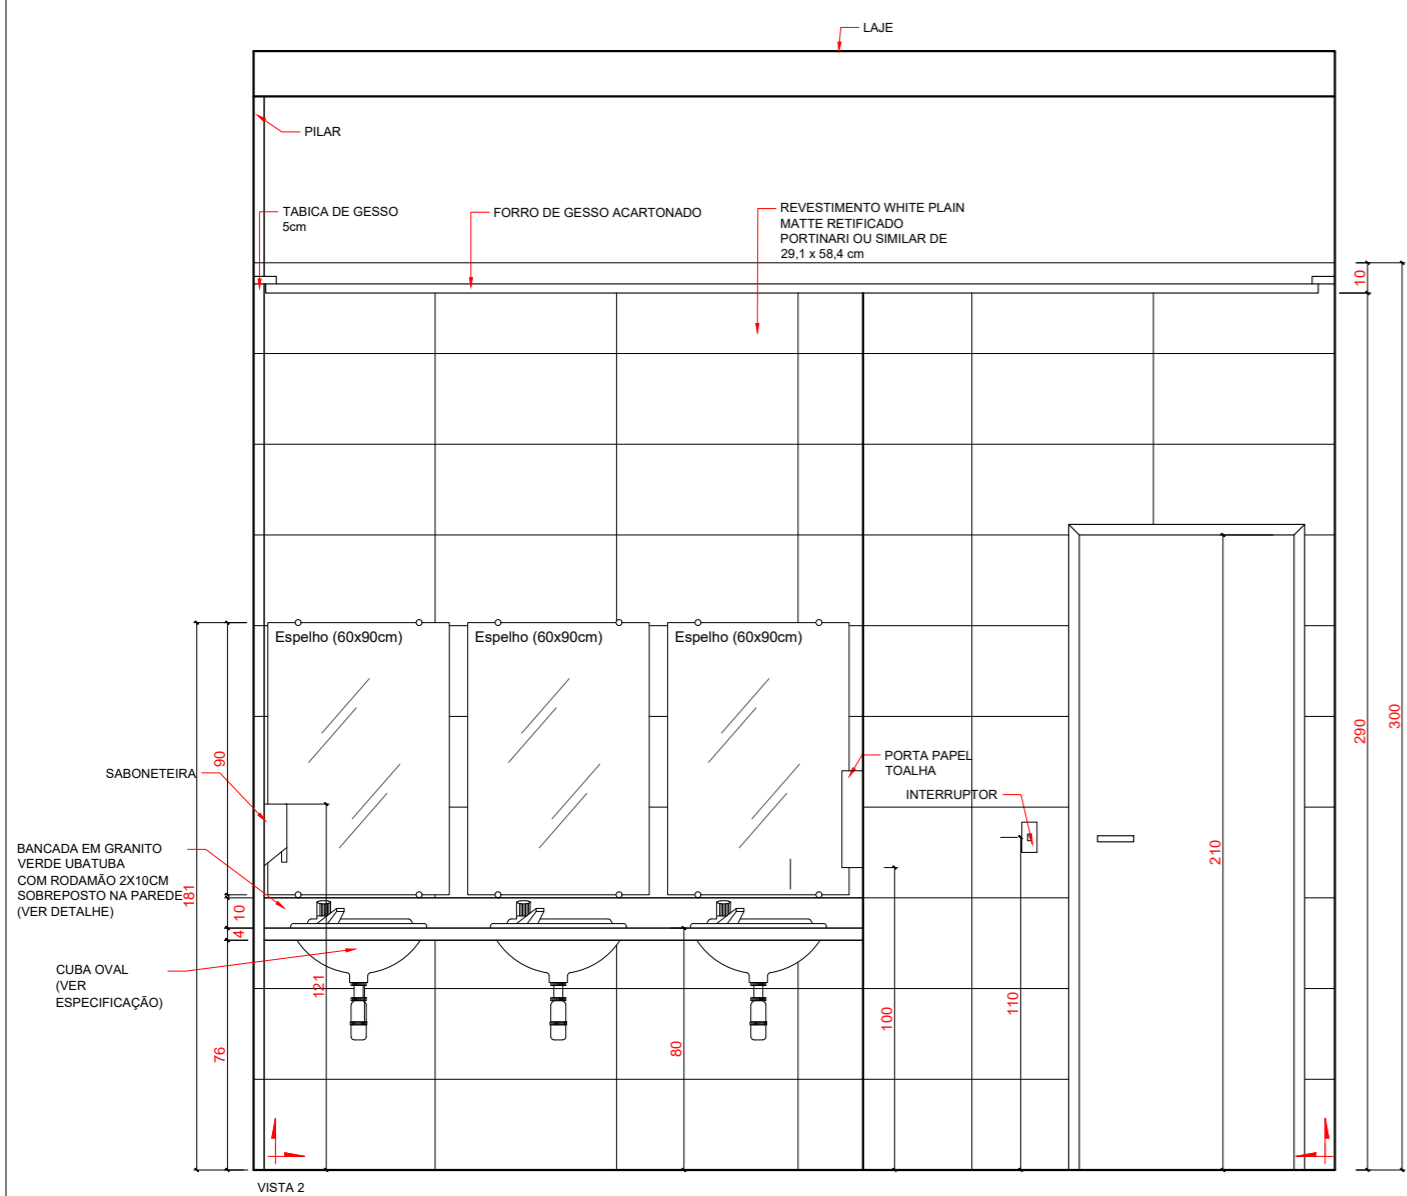 LAJE
PILAR
TABICA DE GESSO
5cm
FORRO DE GESSO ACARTONADO
REVESTIMENTO WHITE PLAIN
MATTE RETIFICADO
PORTINARI OU SIMILAR DE
29,1 x 58,4 cm
10
Espelho (60x90cm)
Espelho (60x90cm)
Espelho (60x90cm)
290
300
90
SABONETEIRA
PORTA PAPEL
TOALHA
INTERRUPTOR
BANCADA EM GRANITO
VERDE UBATUBA
COM RODAMÃO 2X10CM
SOBREPOSTO NA PAREDE
(VER DETALHE)
181
10
4
210
CUBA OVAL
(VER
ESPECIFICAÇÃO)
121
100
110
76
80
VISTA 2